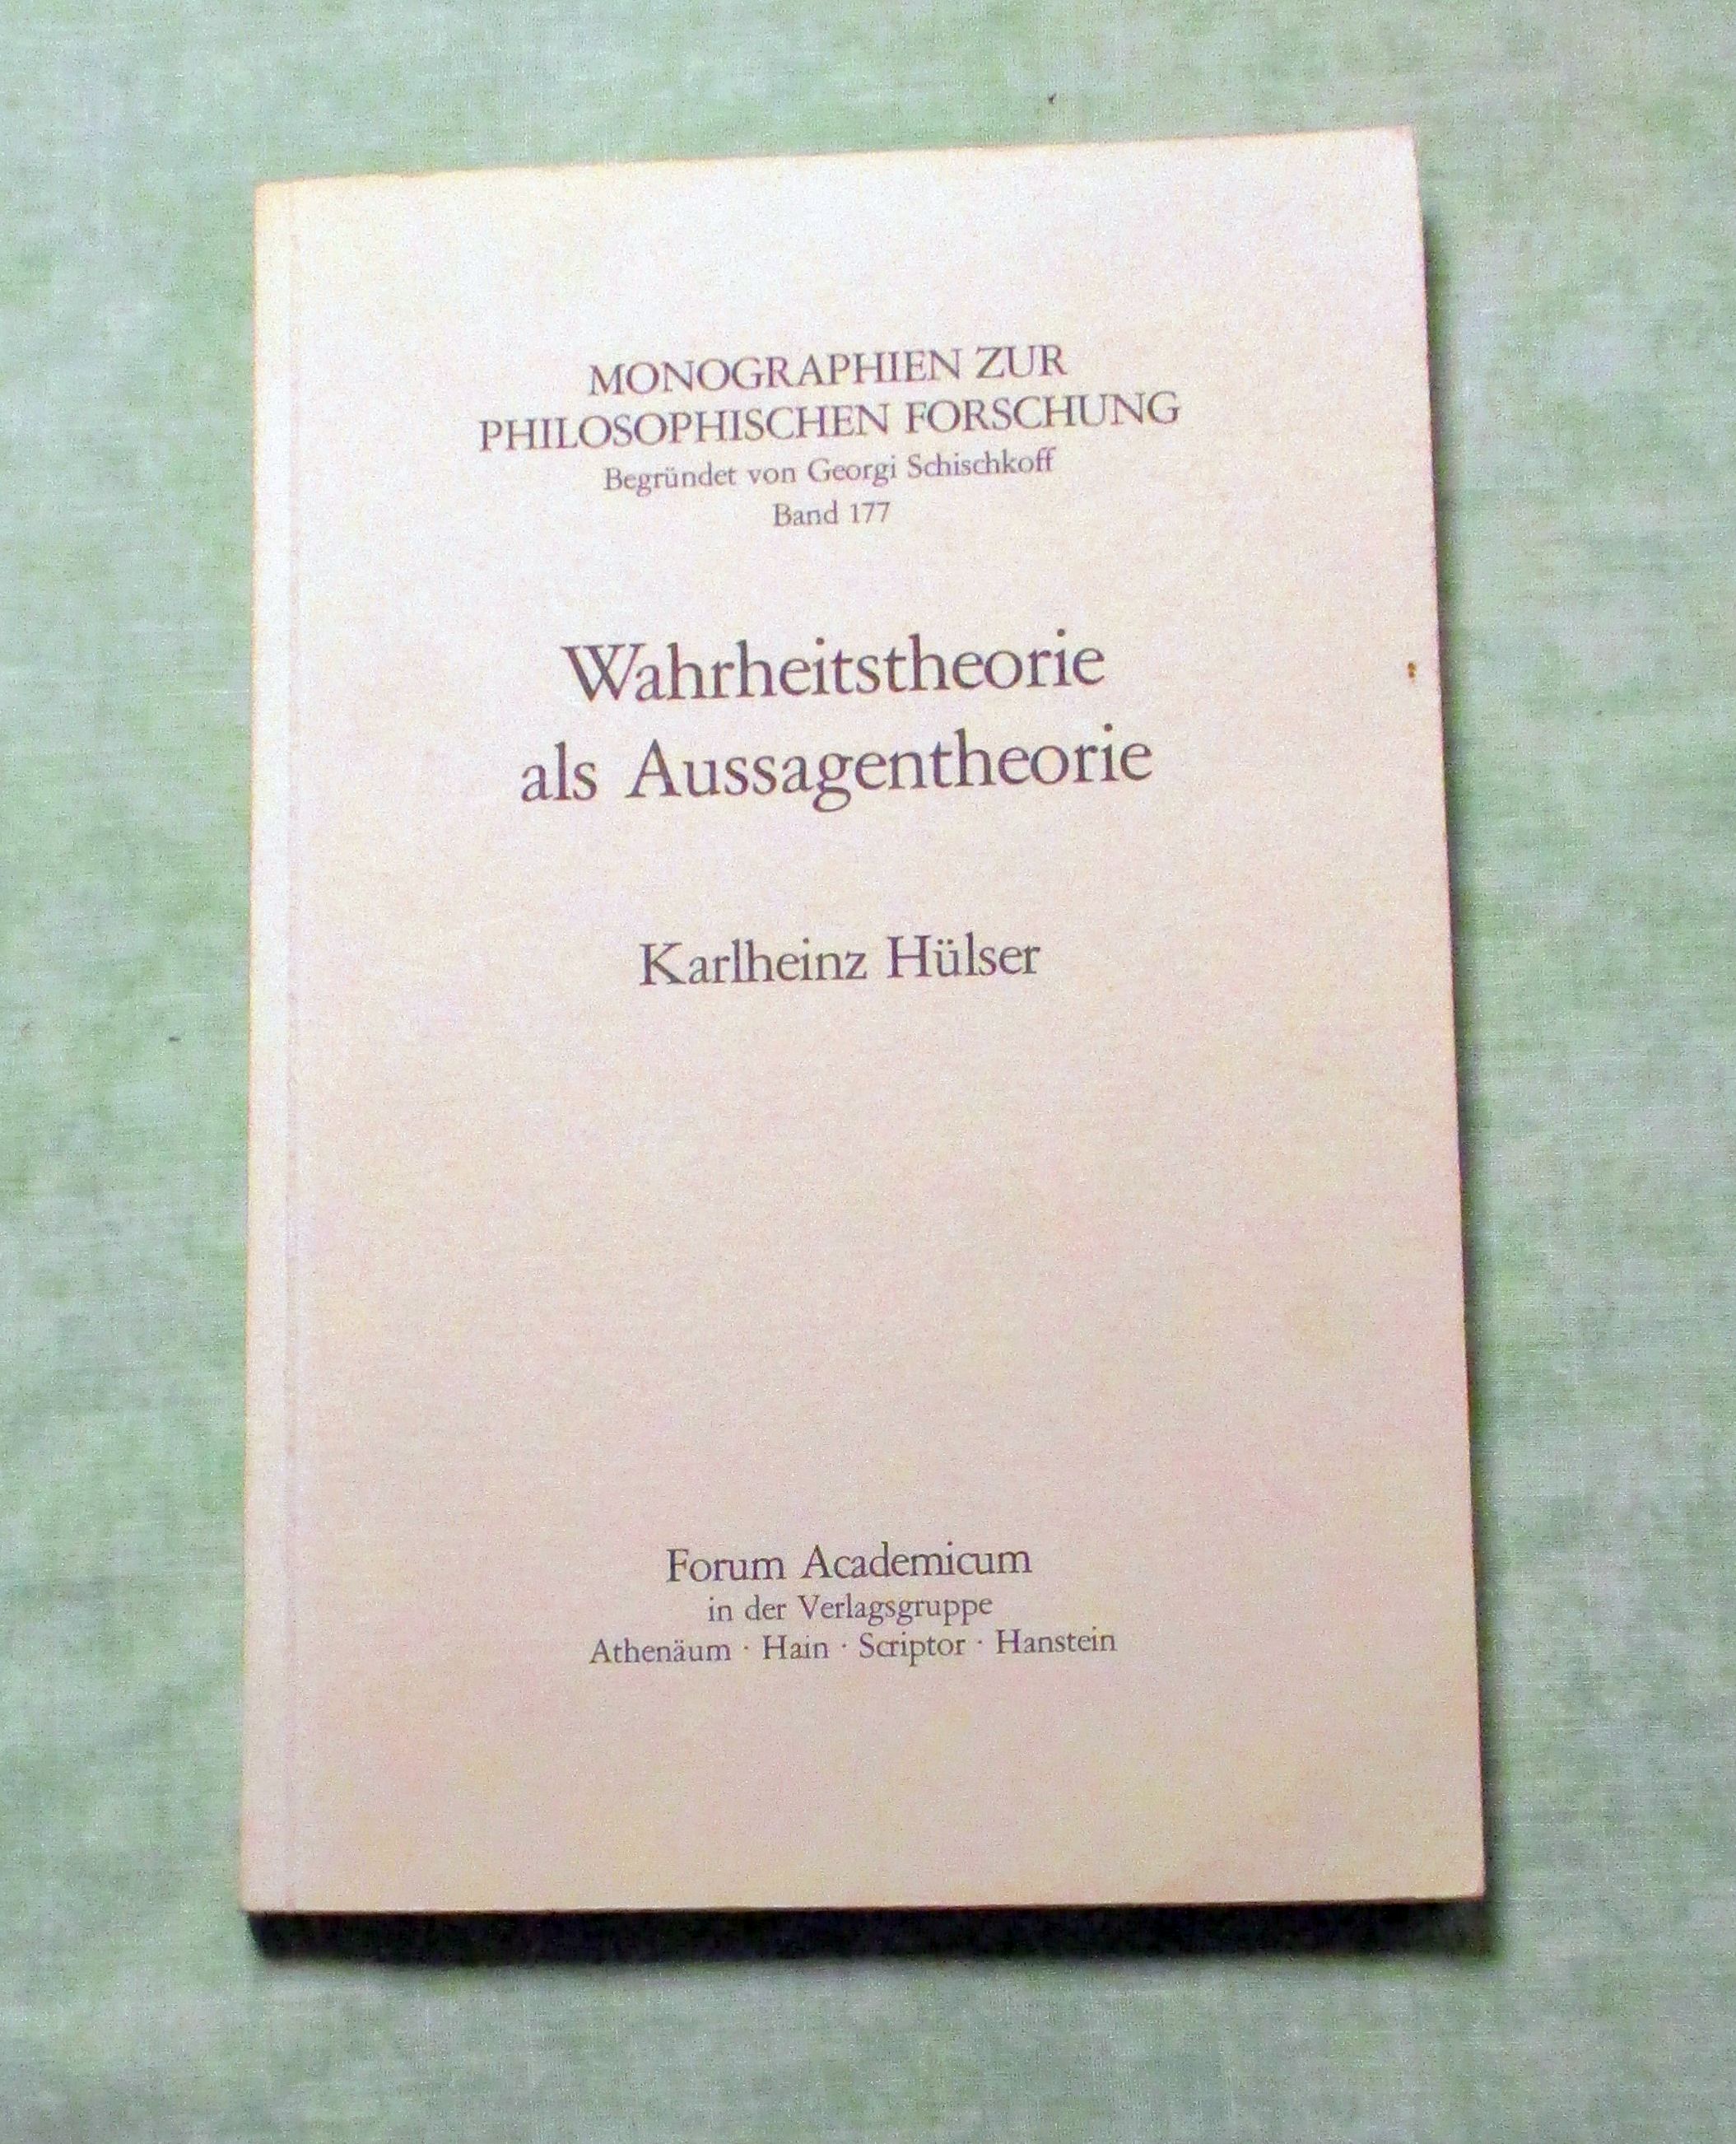 MONOGRAPHIEN ZUR
PHILOSOPHISCHEN FORSCHUNG
Begründet von Georgi Schischkoff
Band 177
Wahrheitstheorie
als Aussagentheorie
Karlheinz Hülser
Forum Academicum
in der Verlagsgruppe
Athenäum · Hain · Scriptor · Hanstein